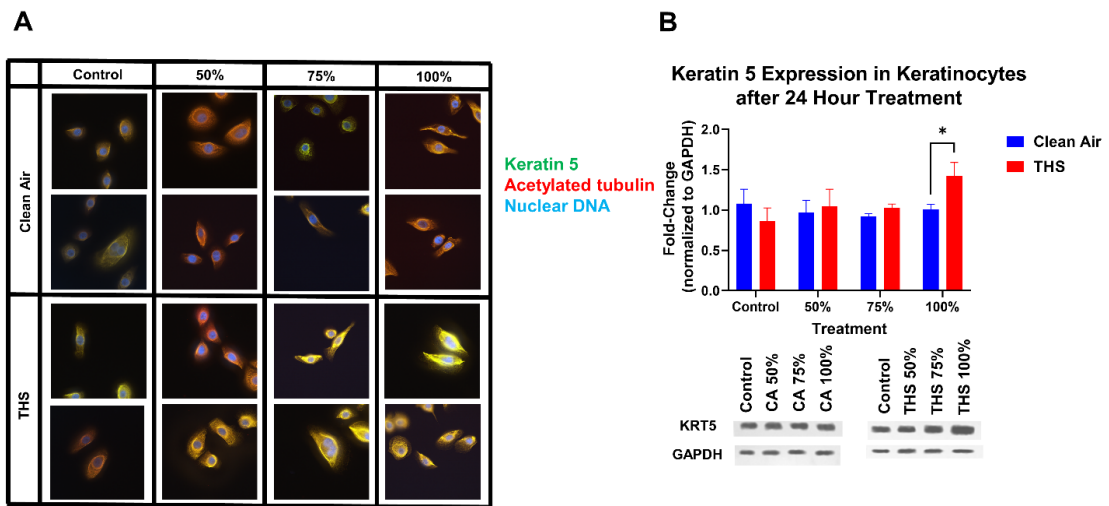 A
Control 50% 75% 100%
Clean Air
THS
Keratin 5
Acetylated tubulin
Nuclear DNA
B
Keratin 5 Expression in Keratinocytes
after 24 Hour Treatment
Fold-Change
(normalized to GAPDH)
2.0
1.5
1.0
0.5
0.0
*
Control 50% 75% 100%
Treatment
Clean Air
THS
Control CA 50% CA 75% CA 100%
Control THS 50% THS 75% THS 100%
KRT5
GAPDH